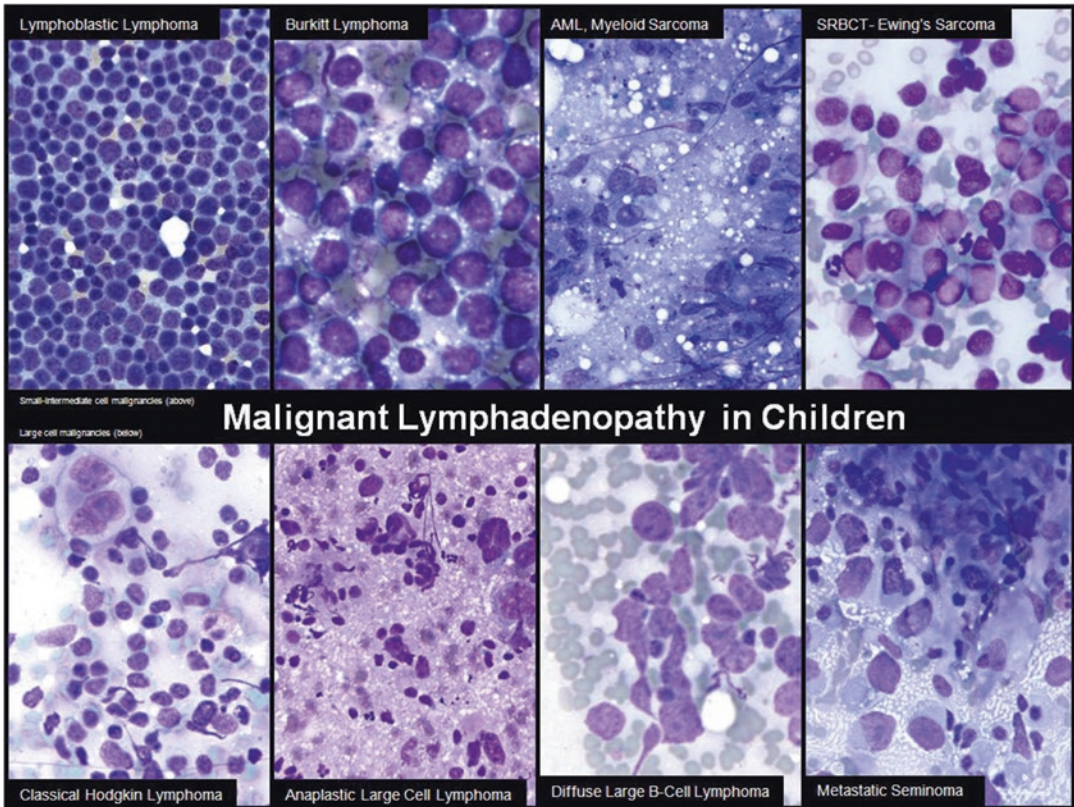 Lymphoblastic Lymphoma
Burkitt Lymphoma
AML, Myeloid Sarcoma
SRBCT- Ewing's Sarcoma
Small-Intermediate cell malignancies (above)
Malignant Lymphadenopathy in Children
Large cell malignancies (below)
Classical Hodgkin Lymphoma
Anaplastic Large Cell Lymphoma
Diffuse Large B-Cell Lymphoma
Metastatic Seminoma